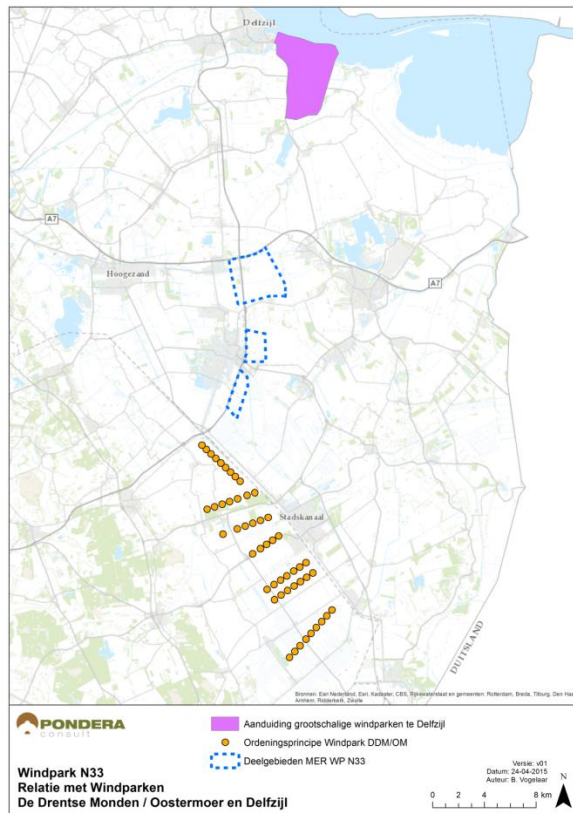 Delfzijl
A7
Hoogezand
A7
Stadskanaal
DUITSLAND
Bronnen: Esri Nederland, Esri, Kadaster, CBS, Rijkswaterstaat en gemeenten: Rotterdam, Breda, Tilburg, Den Haa
Arnhem, Ridderkerk, Zwolle
PONDERA
consult
Aanduiding grootschalige windparken te Delfzijl
Ordeningsprincipe Windpark DDM/OM
Deelgebieden MER WP N33
Windpark N33
Relatie met Windparken
De Drentse Monden / Oostermoer en Delfzijl
Versie: v01
Datum: 24-04-2015
Auteur: B. Vogelaar
0 2 4 8 km
N